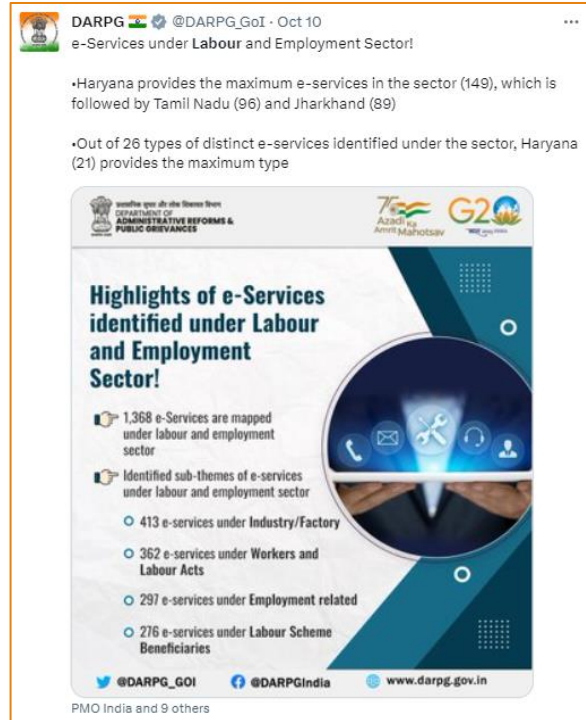 DARPG @DARPG_GoI · Oct 10
e-Services under Labour and Employment Sector!
•Haryana provides the maximum e-services in the sector (149), which is
followed by Tamil Nadu (96) and Jharkhand (89)
•Out of 26 types of distinct e-services identified under the sector, Haryana
(21) provides the maximum type
प्रशासनिक सुधार और लोक शिकायत विभाग
DEPARTMENT OF
ADMINISTRATIVE REFORMS &
PUBLIC GRIEVANCES
75
Azadi Ka
Amrit Mahotsav
G20
Highlights of e-Services
identified under Labour
and Employment
Sector!
1,368 e-Services are mapped
under labour and employment
sector
Identified sub-themes of e-services
under labour and employment sector
413 e-services under Industry/Factory
362 e-services under Workers and
Labour Acts
297 e-services under Employment related
276 e-services under Labour Scheme
Beneficiaries
@DARPG_GOI
@DARPGIndia
www.darpg.gov.in
PMO India and 9 others